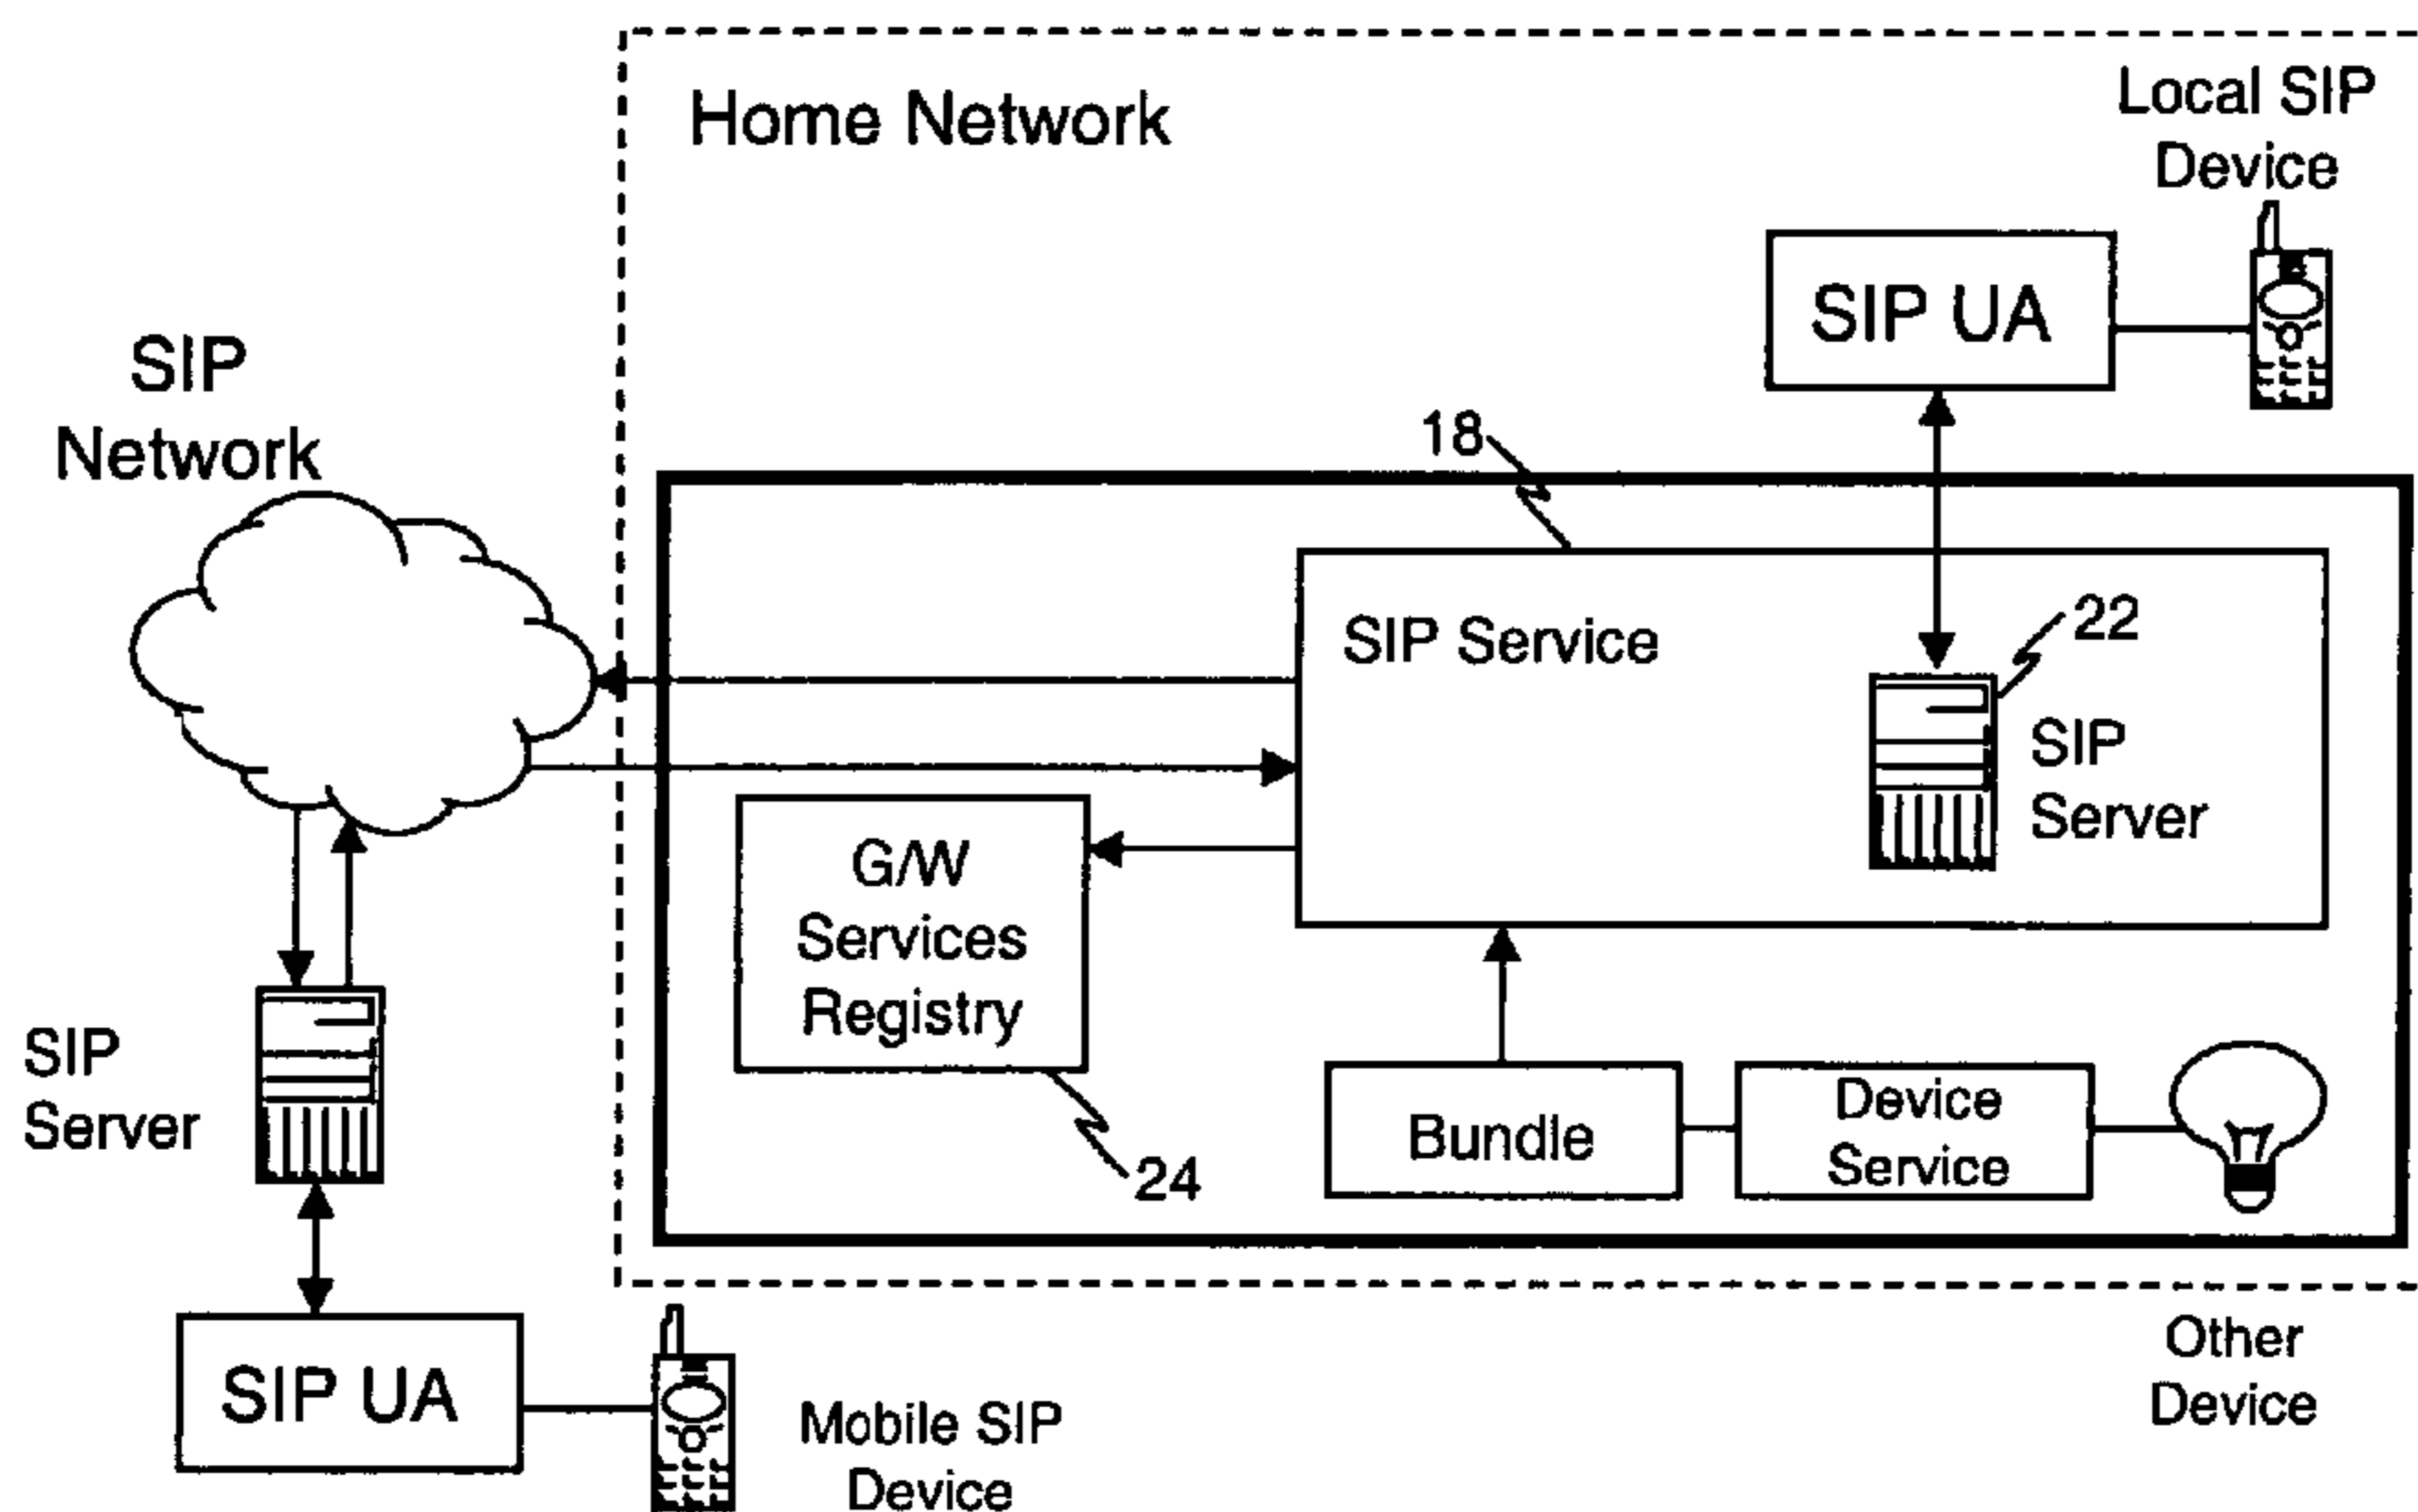 Home Network
Local SIP
Device
SIP UA
SIP
Network
18
SIP Service
22
SIP
Server
G/W
Services
Registry
24
Bundle
Device
Service
SIP
Server
SIP UA
Mobile SIP
Device
Other
Device